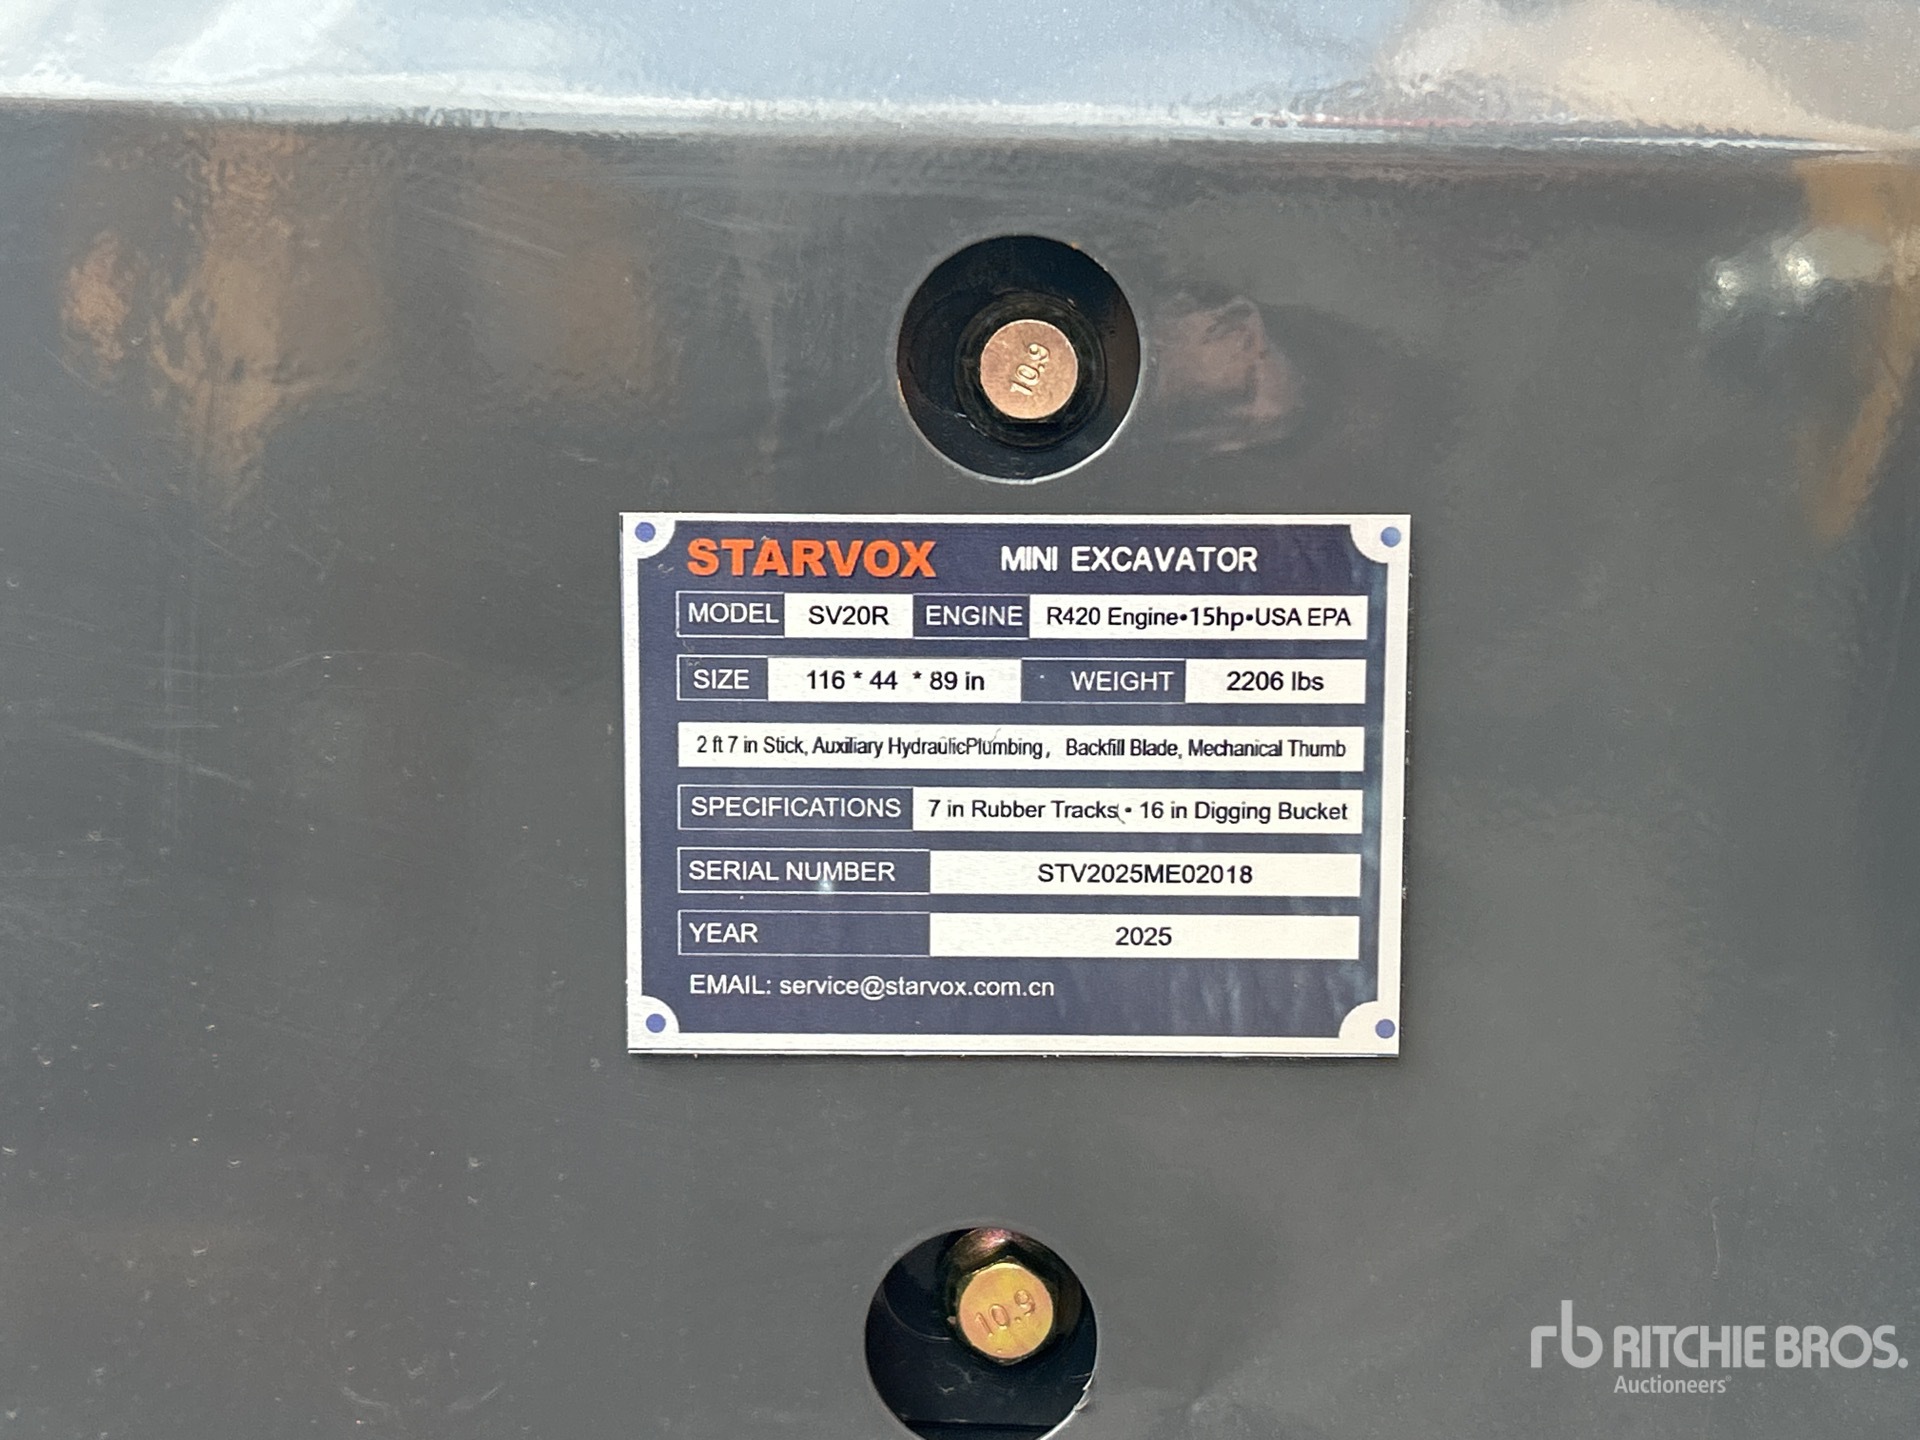 10.9
STARVOX MINI EXCAVATOR
MODEL SV20R ENGINE R420 Engine•15hp•USA EPA
SIZE 116 * 44 * 89 in WEIGHT 2206 lbs
2 ft 7 in Stick, Auxiliary HydraulicPlumbing, Backfill Blade, Mechanical Thumb
SPECIFICATIONS 7 in Rubber Tracks • 16 in Digging Bucket
SERIAL NUMBER STV2025ME02018
YEAR 2025
EMAIL: service@starvox.com.cn
10.9
rb RITCHIE BROS.
Auctioneers